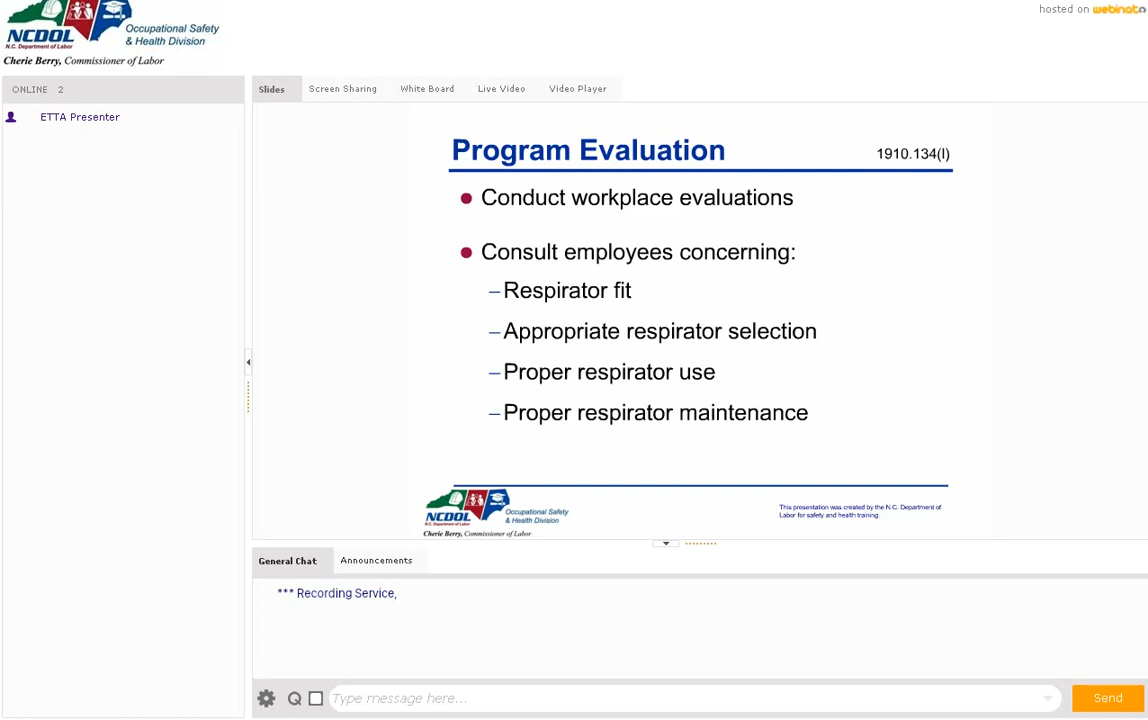 hosted on webinato
NCDOL
N.C. Department of Labor
Occupational Safety
& Health Division
Cherie Berry, Commissioner of Labor
ONLINE 2
ETTA Presenter
Slides Screen Sharing White Board Live Video Video Player
Program Evaluation 1910.134(l)
Conduct workplace evaluations
Consult employees concerning:
–Respirator fit
–Appropriate respirator selection
–Proper respirator use
–Proper respirator maintenance
NCDOL
N.C. Department of Labor
Occupational Safety
& Health Division
Cherie Berry, Commissioner of Labor
This presentation was created by the N.C. Department of
Labor for safety and health training.
General Chat Announcements
*** Recording Service,
Q Type message here... Send